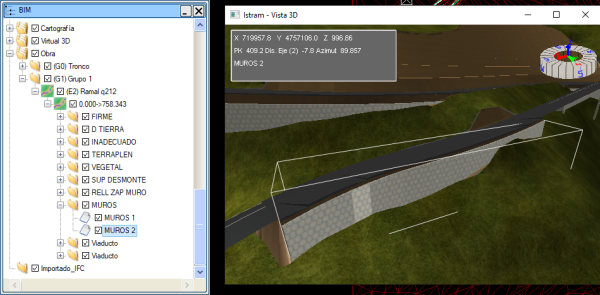 BIM
Cartografía
Virtual 3D
Obra
(G0) Tronco
(G1) Grupo 1
(E2) Ramal q212
0.000->758.343
FIRME
D TIERRA
INADECUADO
TERRAPLEN
VEGETAL
SUP DESMONTE
RELL ZAP MURO
MUROS
MUROS 1
MUROS 2
Viaducto
Viaducto
Importado_IFC
Istram - Vista 3D
X 719957.8 Y 4757108.0 Z 996.86
PK 409.2 Dis. Eje (2) -7.8 Azimut 89.857
MUROS 2